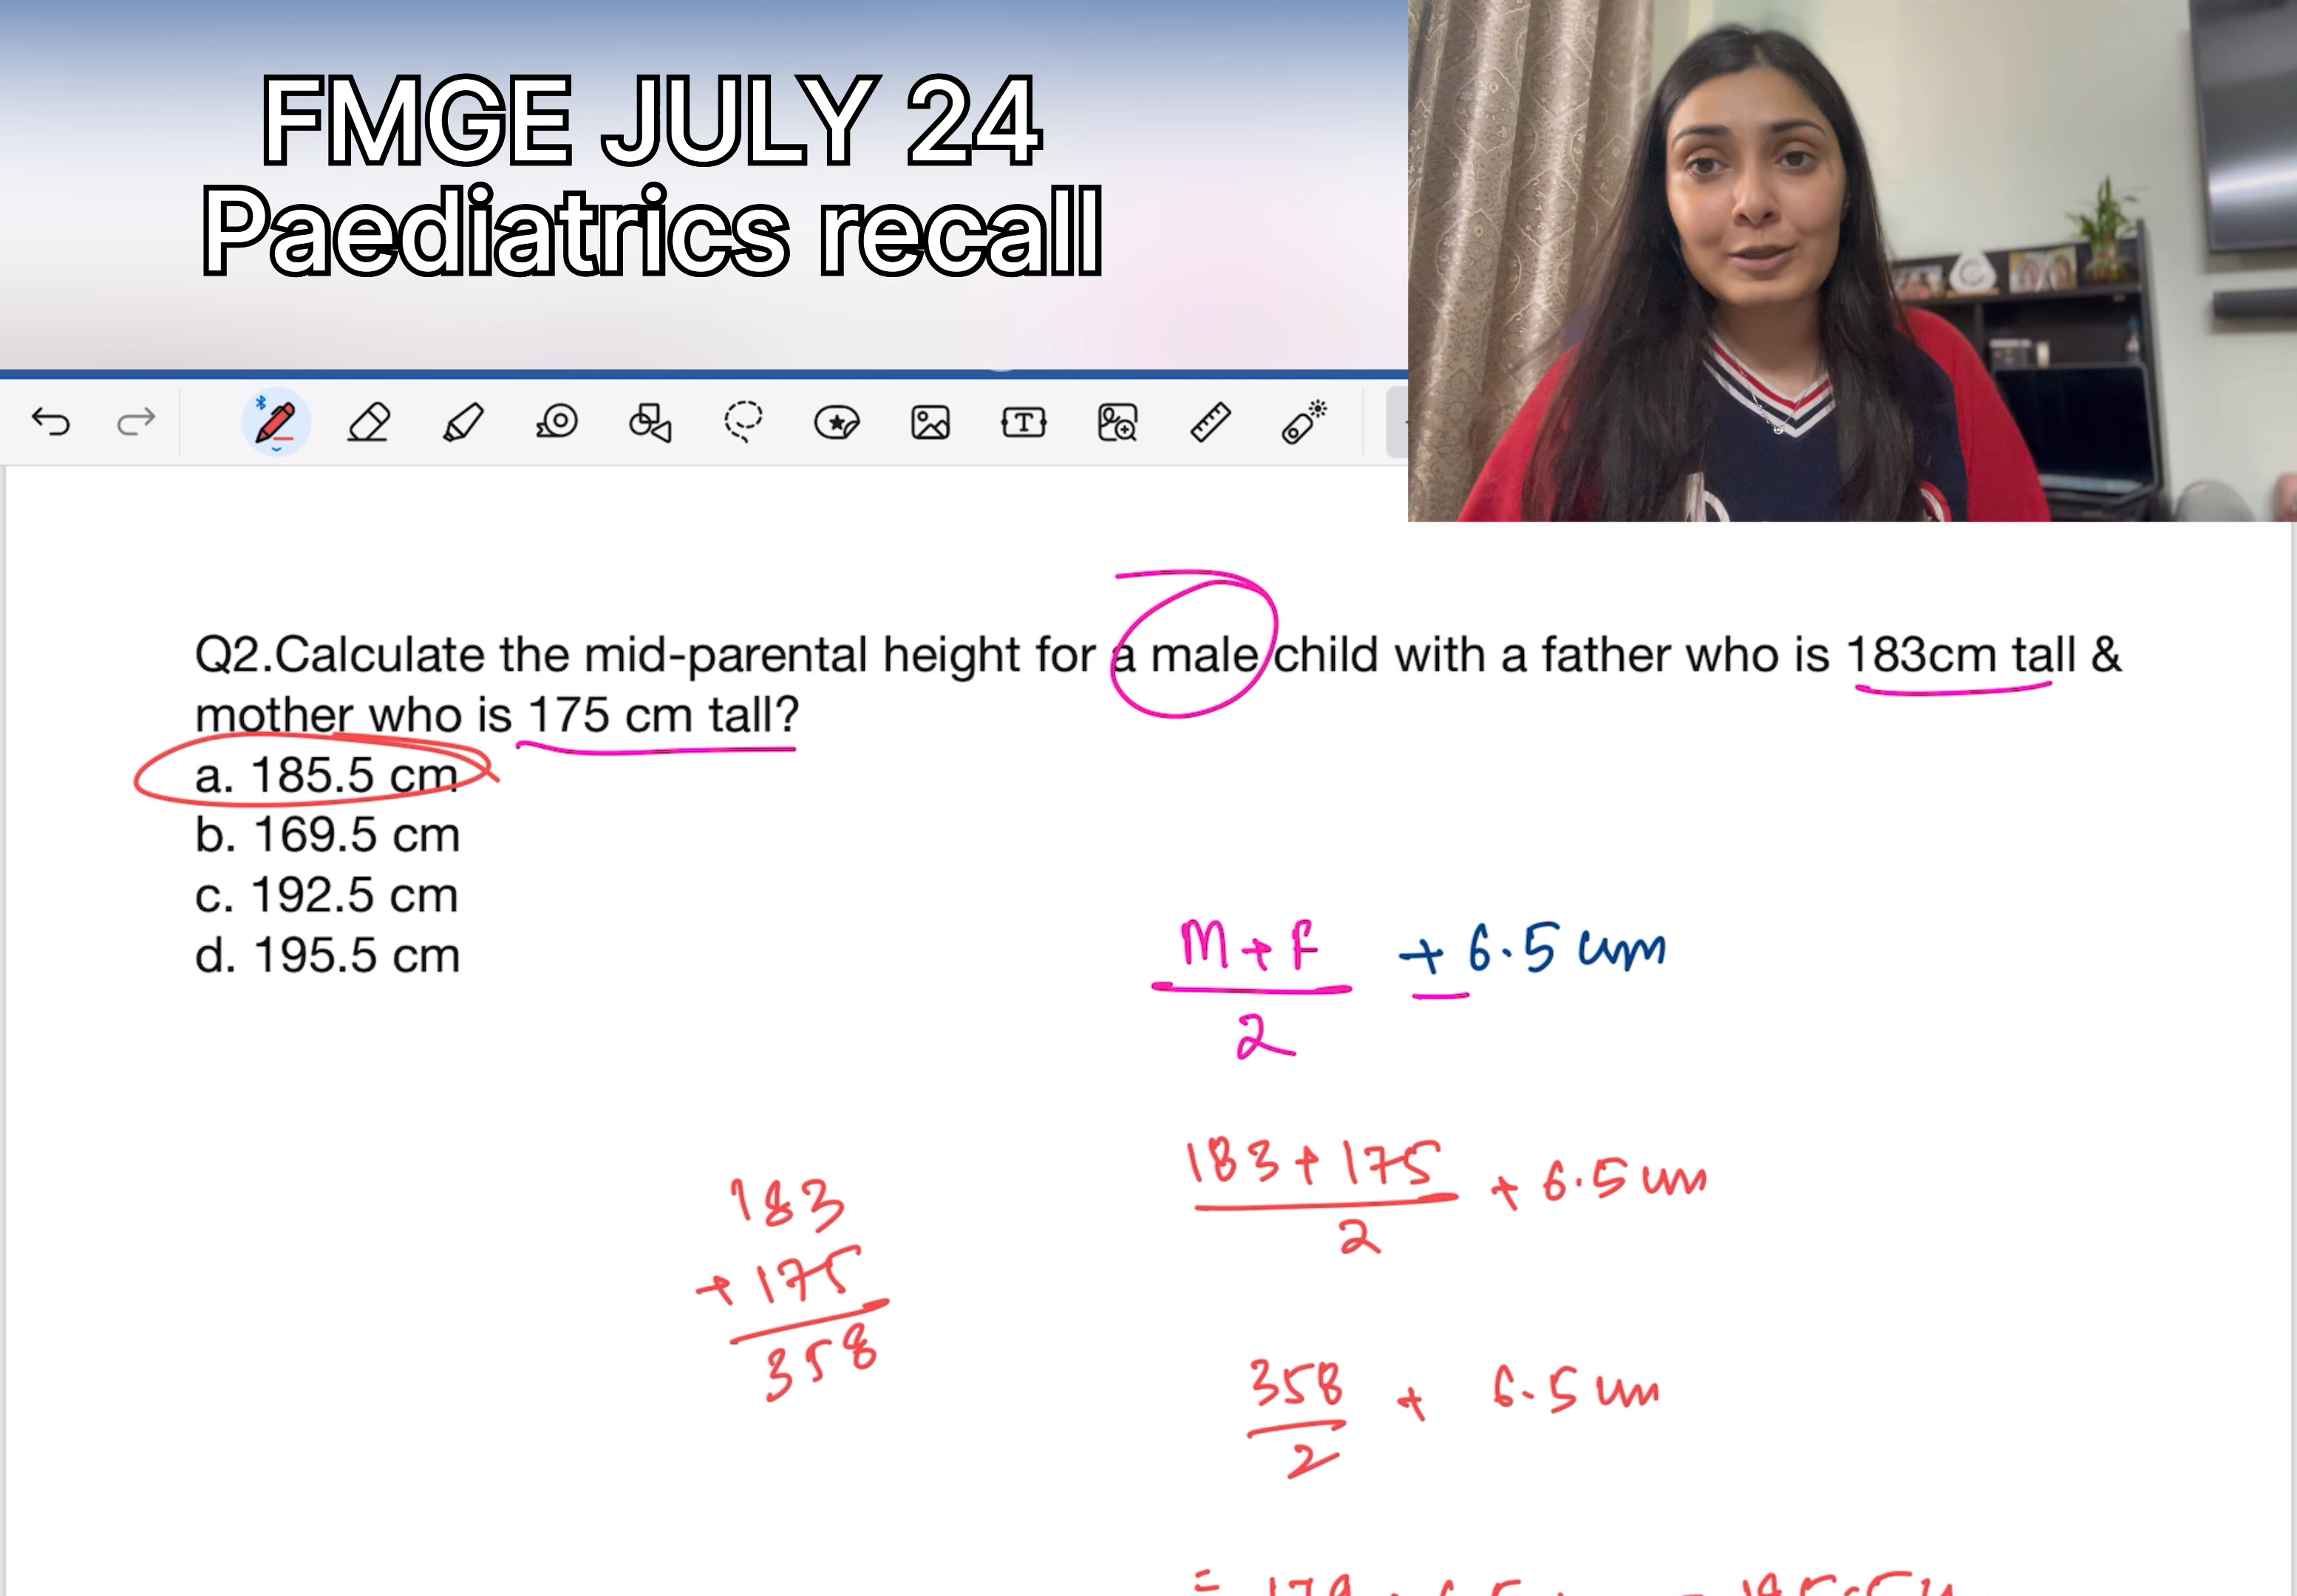 FMGE JULY 24
Paediatrics recall
Q2.Calculate the mid-parental height for a male child with a father who is 183cm tall &
mother who is 175 cm tall?
a. 185.5 cm
b. 169.5 cm
c. 192.5 cm
d. 195.5 cm
M + F + 6.5 cm
2
183 + 175 + 6.5 cm
2
183
+ 175
358
358 + 6.5 cm
2